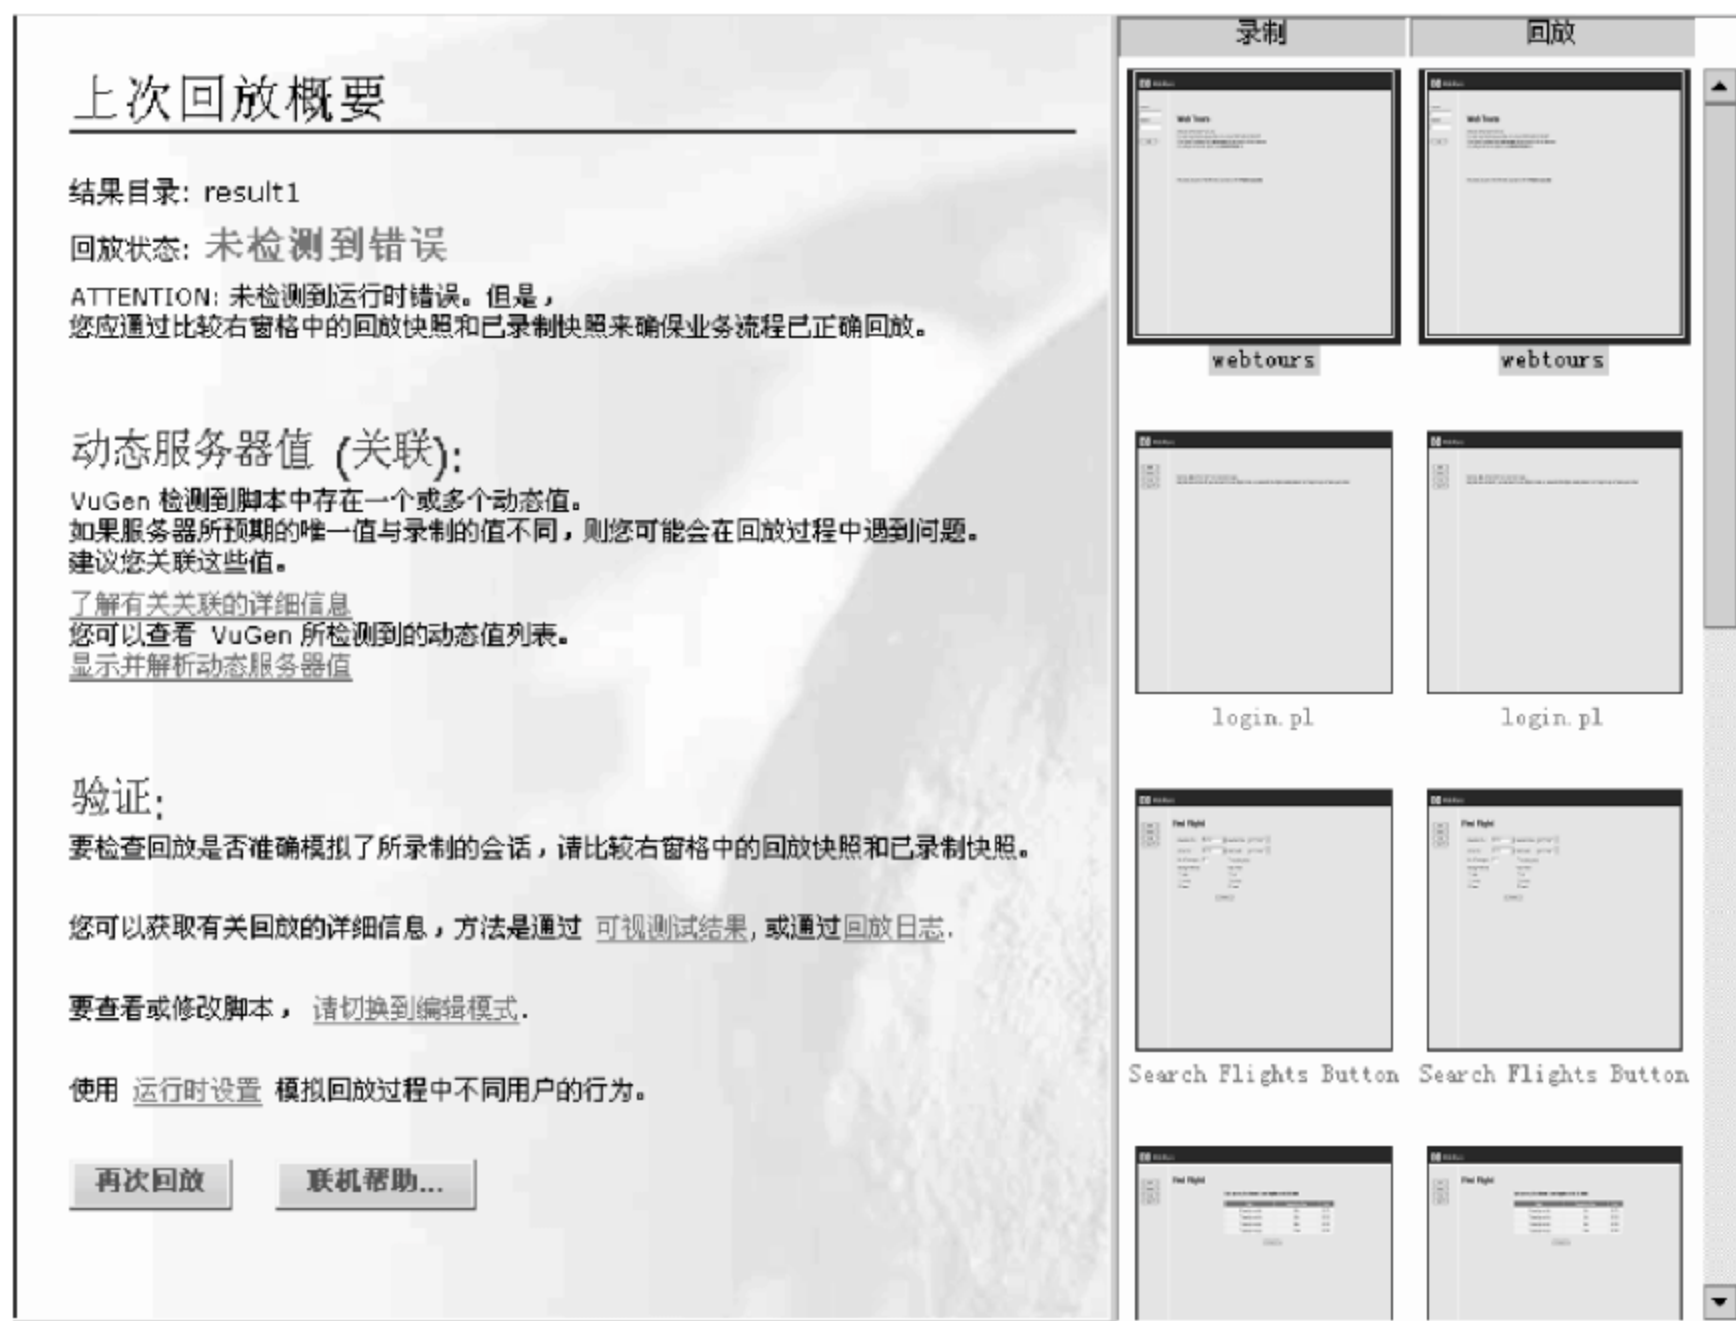 上次回放概要
结果目录: result1
回放状态: 未检测到错误
ATTENTION: 未检测到运行时错误。但是，
您应通过比较右窗格中的回放快照和已录制快照来确保业务流程已正确回放。
动态服务器值 (关联):
VuGen 检测到脚本中存在一个或多个动态值。
如果服务器所预期的唯一值与录制的值不同，则您可能会在回放过程中遇到问题。
建议您关联这些值。
了解有关关联的详细信息
您可以查看 VuGen 所检测到的动态值列表。
显示并解析动态服务器值
验证:
要检查回放是否准确模拟了所录制的会话，请比较右窗格中的回放快照和已录制快照。
您可以获取有关回放的详细信息，方法是通过 可视测试结果, 或通过回放日志.
要查看或修改脚本， 请切换到编辑模式.
使用 运行时设置 模拟回放过程中不同用户的行为。
再次回放 联机帮助...
录制 回放
Web Tours Web Tours
webtours webtours
login.pl login.pl
Find Flight Find Flight
Search Flights Button Search Flights Button
Find Flight Find Flight